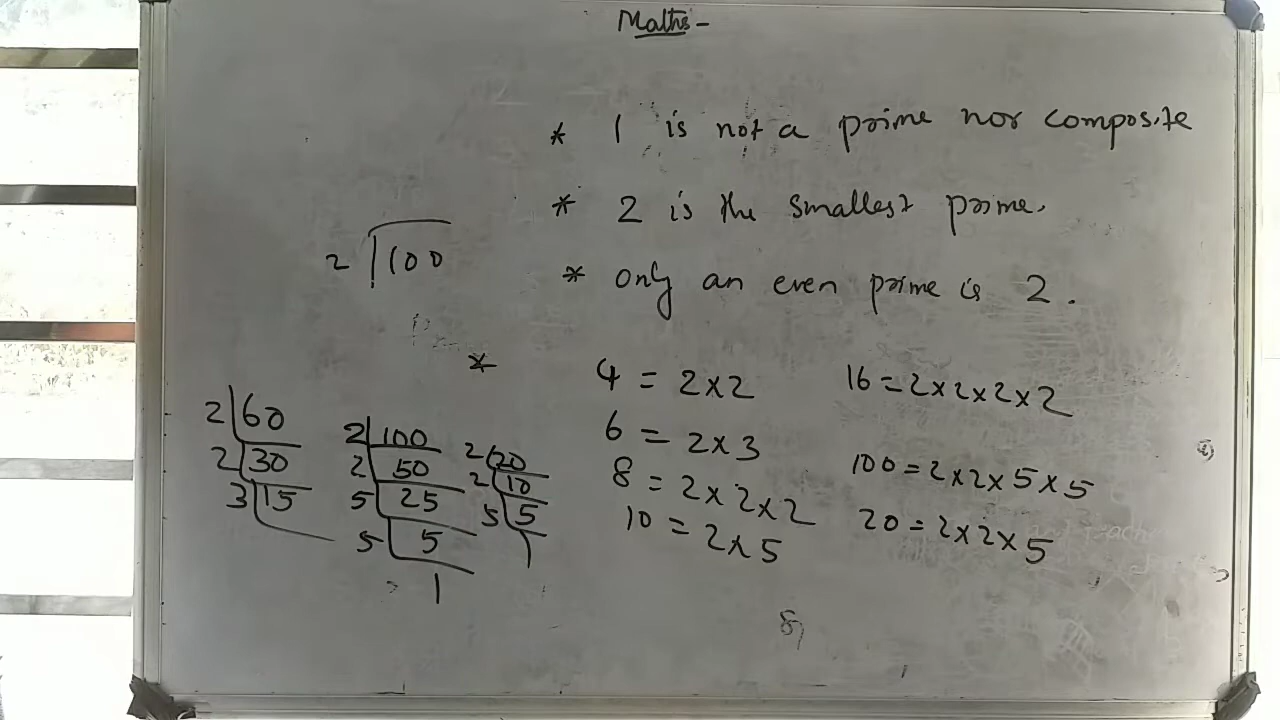 Maths -
* 1 is not a prime nor composite
* 2 is the smallest prime.
2 100
* only an even prime is 2.
*
4 = 2x2
16 = 2x2x2x2
6 = 2x3
8 = 2x2x2
100 = 2x2x5x5
10 = 2x5
20 = 2x2x5
2 60
2 30
3 15
2 100
2 50
5 25
5 5
1
2 20
2 10
5 5
1